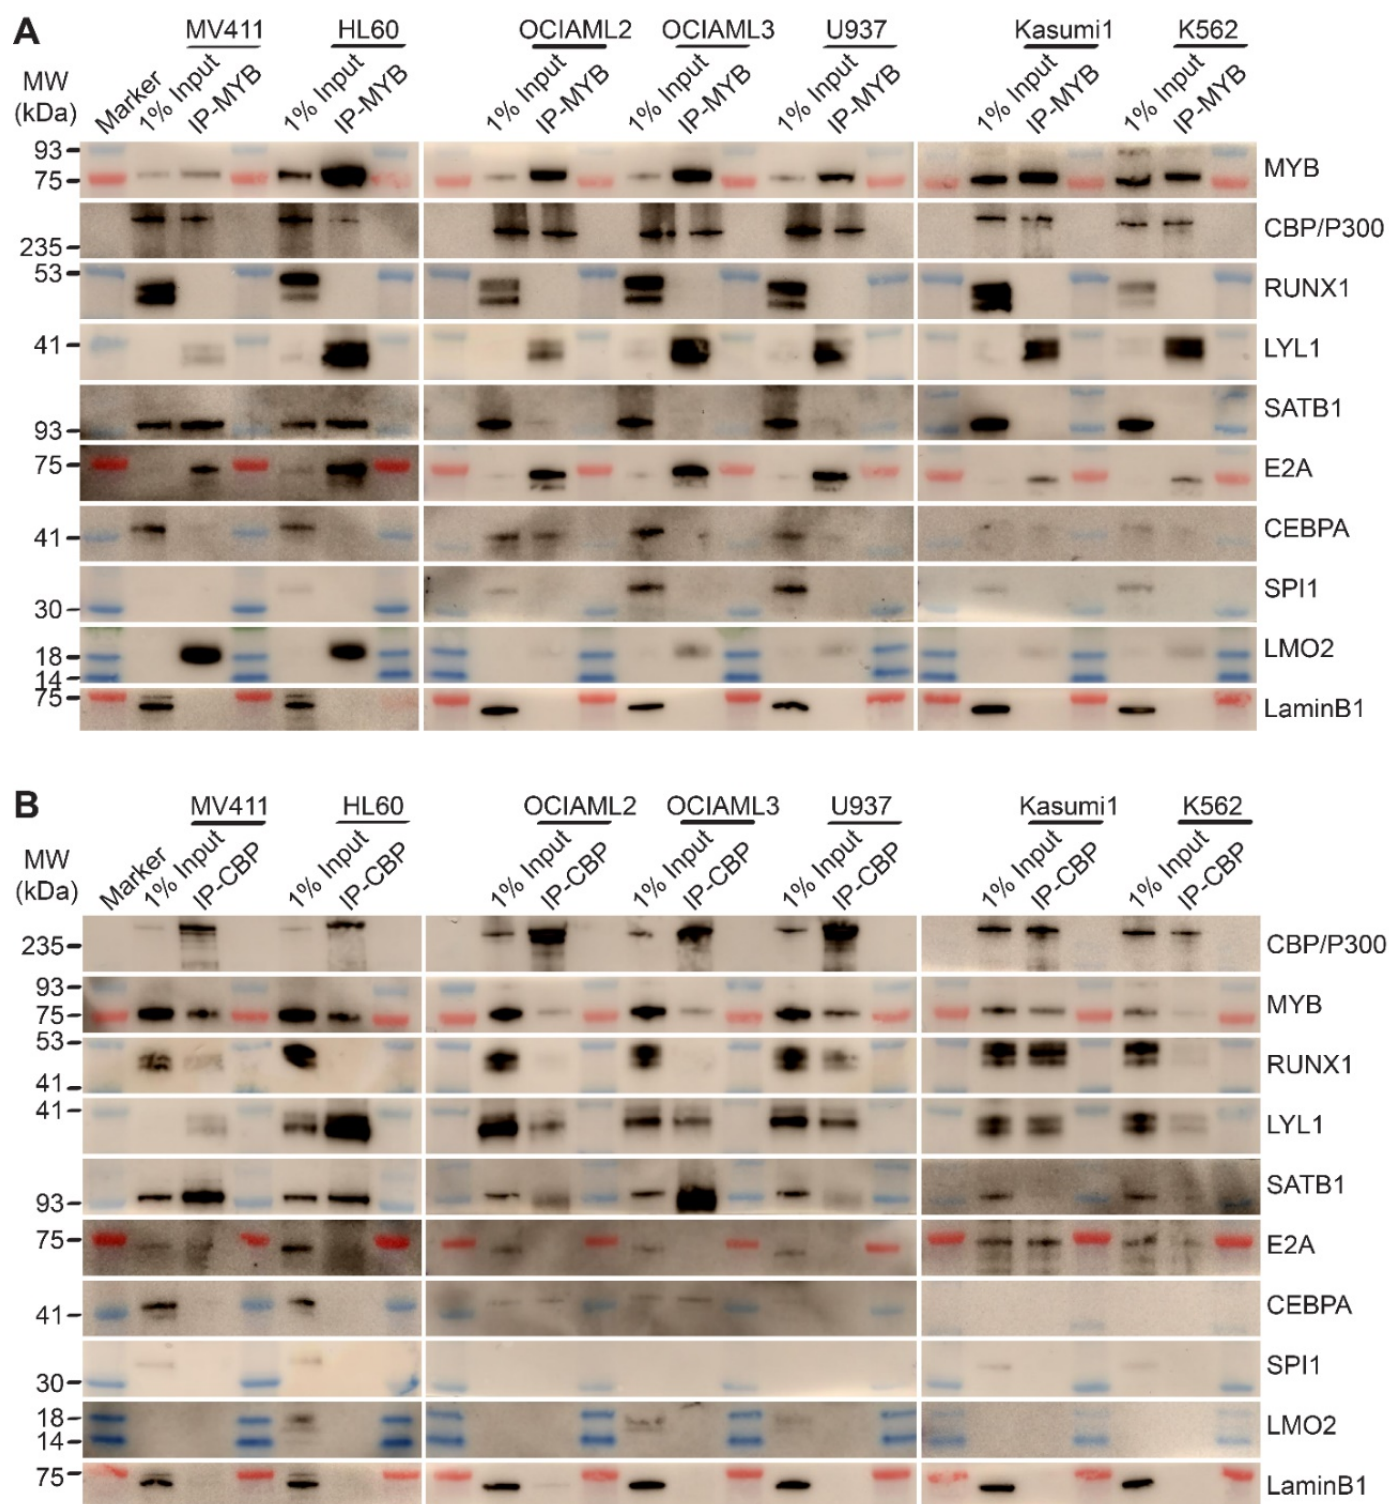 A
MV411 HL60 OCIAML2 OCIAML3 U937 Kasumi1 K562
MW
(kDa)
Marker 1% Input IP-MYB 1% Input IP-MYB 1% Input IP-MYB 1% Input IP-MYB 1% Input IP-MYB 1% Input IP-MYB 1% Input IP-MYB
93
75 MYB
235 CBP/P300
53 RUNX1
41 LYL1
93 SATB1
75 E2A
41 CEBPA
30 SPI1
18 LMO2
14
75 LaminB1
B
MV411 HL60 OCIAML2 OCIAML3 U937 Kasumi1 K562
MW
(kDa)
Marker 1% Input IP-CBP 1% Input IP-CBP 1% Input IP-CBP 1% Input IP-CBP 1% Input IP-CBP 1% Input IP-CBP 1% Input IP-CBP
235 CBP/P300
93
75 MYB
53
41 RUNX1
41 LYL1
93 SATB1
75 E2A
41 CEBPA
30 SPI1
18 LMO2
14
75 LaminB1